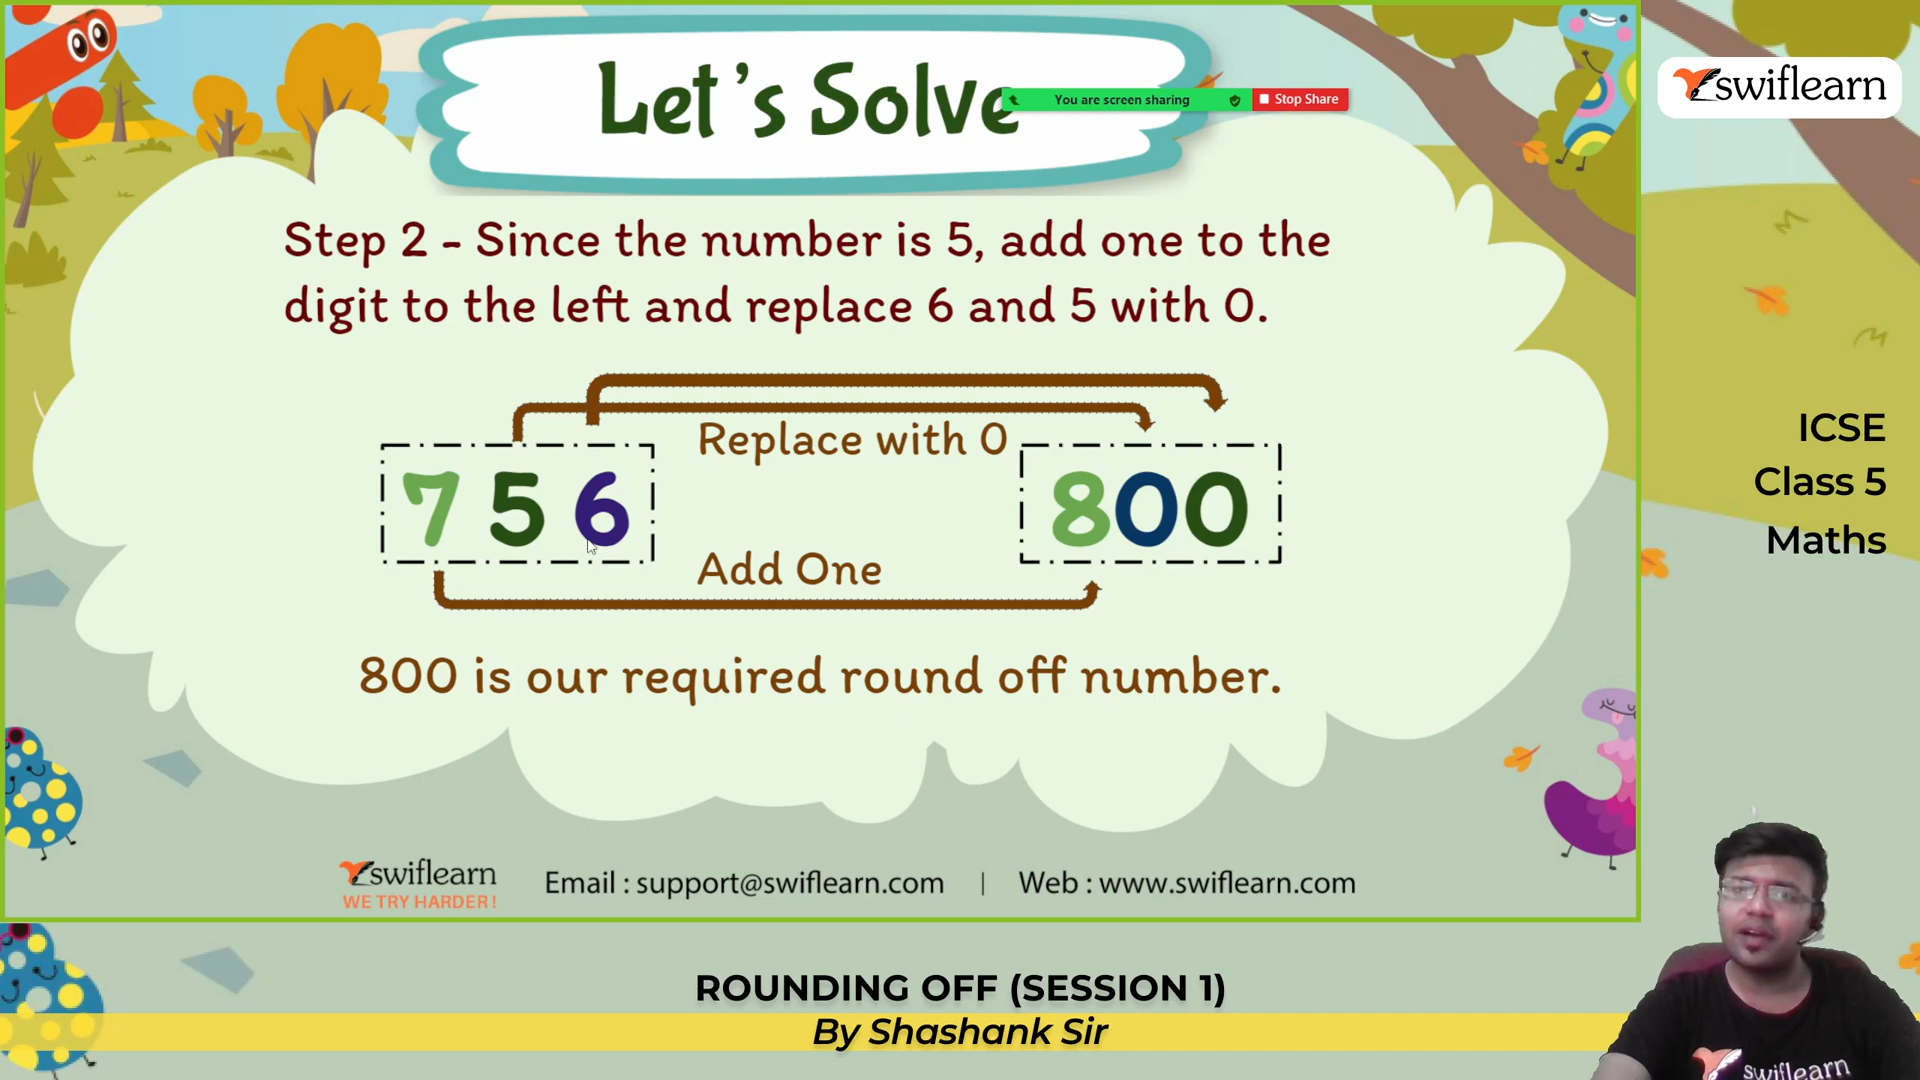 Let's Solve
You are screen sharing
Stop Share
swiflearn
Step 2 - Since the number is 5, add one to the
digit to the left and replace 6 and 5 with 0.
Replace with 0
756
800
Add One
800 is our required round off number.
ICSE
Class 5
Maths
swiflearn
WE TRY HARDER !
Email : support@swiflearn.com | Web : www.swiflearn.com
ROUNDING OFF (SESSION 1)
By Shashank Sir
swiflearn